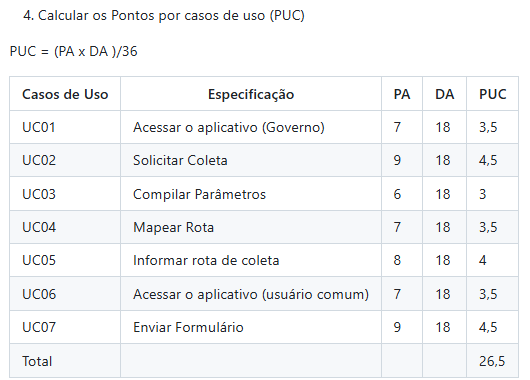 4. Calcular os Pontos por casos de uso (PUC)
PUC = (PA x DA )/36
Casos de Uso Especificação PA DA PUC
UC01 Acessar o aplicativo (Governo) 7 18 3,5
UC02 Solicitar Coleta 9 18 4,5
UC03 Compilar Parâmetros 6 18 3
UC04 Mapear Rota 7 18 3,5
UC05 Informar rota de coleta 8 18 4
UC06 Acessar o aplicativo (usuário comum) 7 18 3,5
UC07 Enviar Formulário 9 18 4,5
Total 26,5